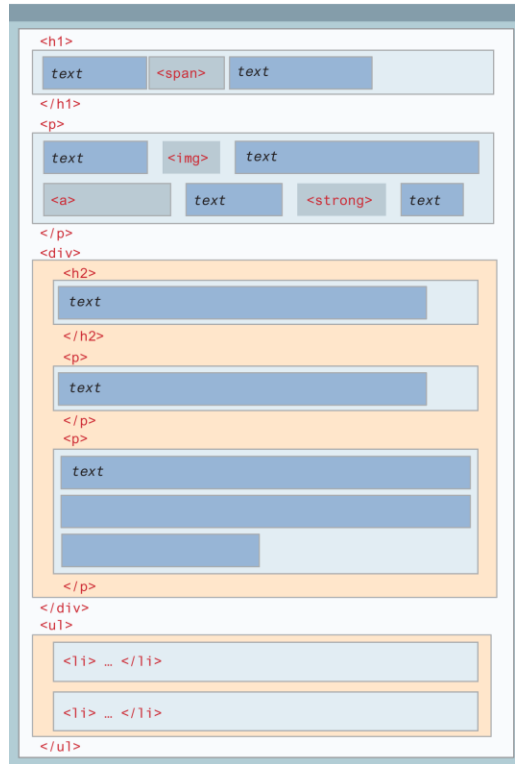 <h1>
text <span> text
</h1>
<p>
text <img> text
<a> text <strong> text
</p>
<div>
<h2>
text
</h2>
<p>
text
</p>
<p>
text
</p>
</div>
<ul>
<li> … </li>
<li> … </li>
</ul>